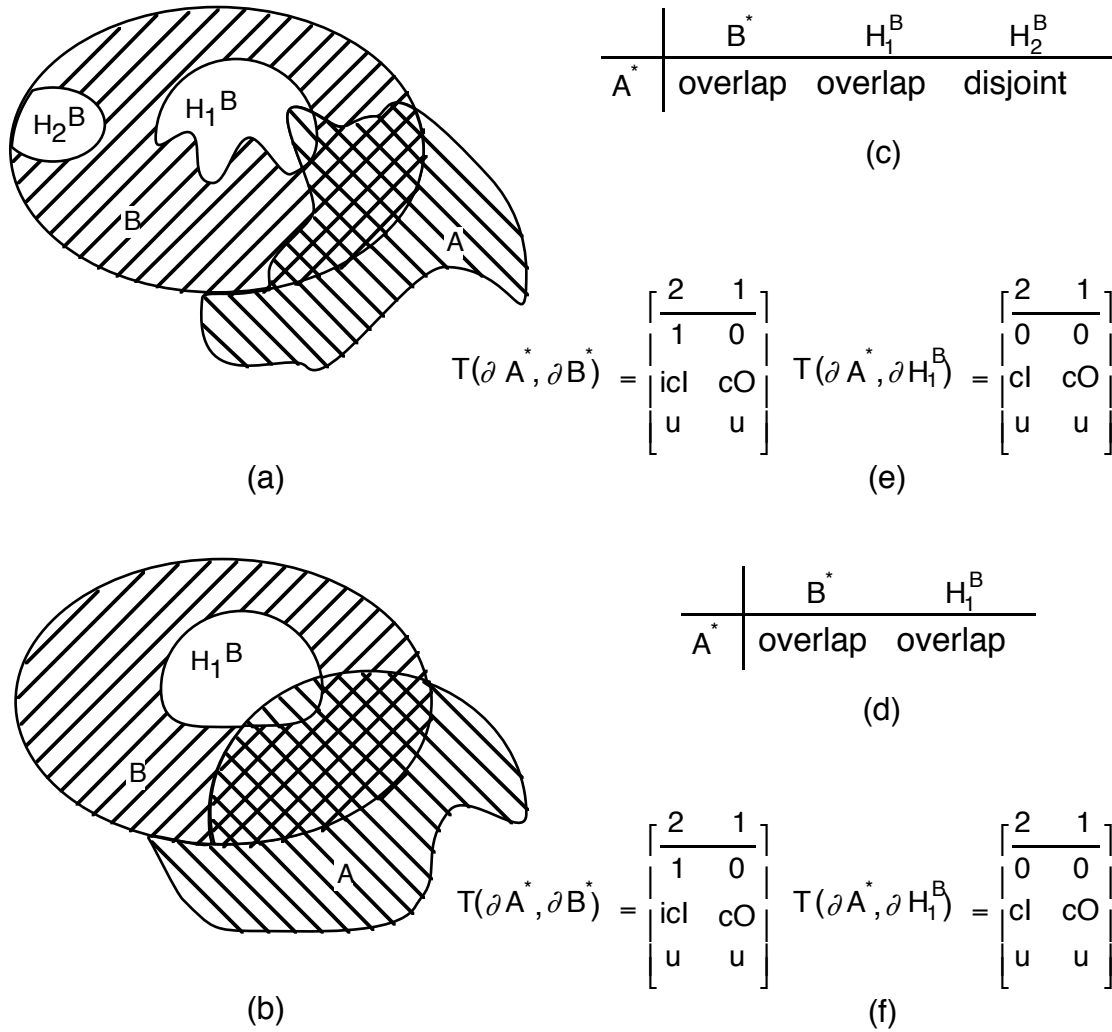 H₂ᴮ
H₁ᴮ
B
A
(a)
B* H₁ᴮ H₂ᴮ
A* overlap overlap disjoint
(c)
T(∂A*, ∂B*) =
2 1
1 0
icI cO
u u
T(∂A*, ∂H₁ᴮ) =
2 1
0 0
cI cO
u u
(e)
H₁ᴮ
B
A
(b)
B* H₁ᴮ
A* overlap overlap
(d)
T(∂A*, ∂B*) =
2 1
1 0
icI cO
u u
T(∂A*, ∂H₁ᴮ) =
2 1
0 0
cI cO
u u
(f)